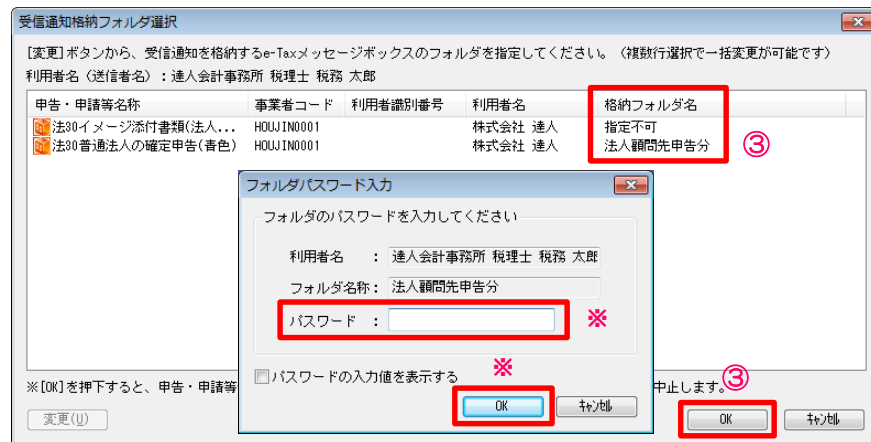 受信通知格納フォルダ選択
[変更]ボタンから、受信通知を格納するe-Taxメッセージボックスのフォルダを指定してください。（複数行選択で一括変更が可能です）
利用者名（送信者名）：達人会計事務所 税理士 税務 太郎
申告・申請等名称 事業者コード 利用者識別番号 利用者名 格納フォルダ名
法30イメージ添付書類(法人... HOUJIN0001 株式会社 達人 指定不可
法30普通法人の確定申告(青色) HOUJIN0001 株式会社 達人 法人顧問先申告分
③
フォルダパスワード入力
フォルダのパスワードを入力してください
利用者名 ： 達人会計事務所 税理士 税務 太郎
フォルダ名称： 法人顧問先申告分
パスワード ： ※
□パスワードの入力値を表示する ※
OK ｷｬﾝｾﾙ
※[OK]を押下すると、申告・申請等 中止します。③
変更(U) OK ｷｬﾝｾﾙ